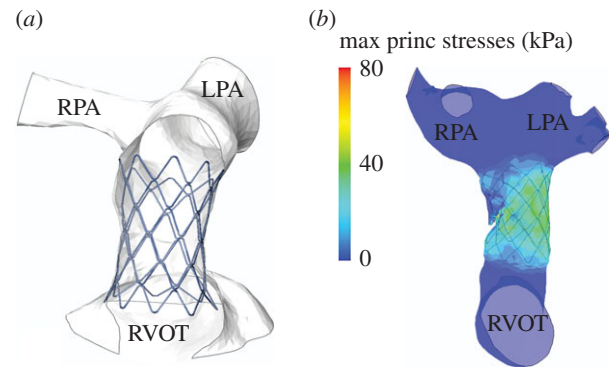 (a)
(b)
max princ stresses (kPa)
80
40
0
RPA
LPA
RVOT
RPA
LPA
RVOT